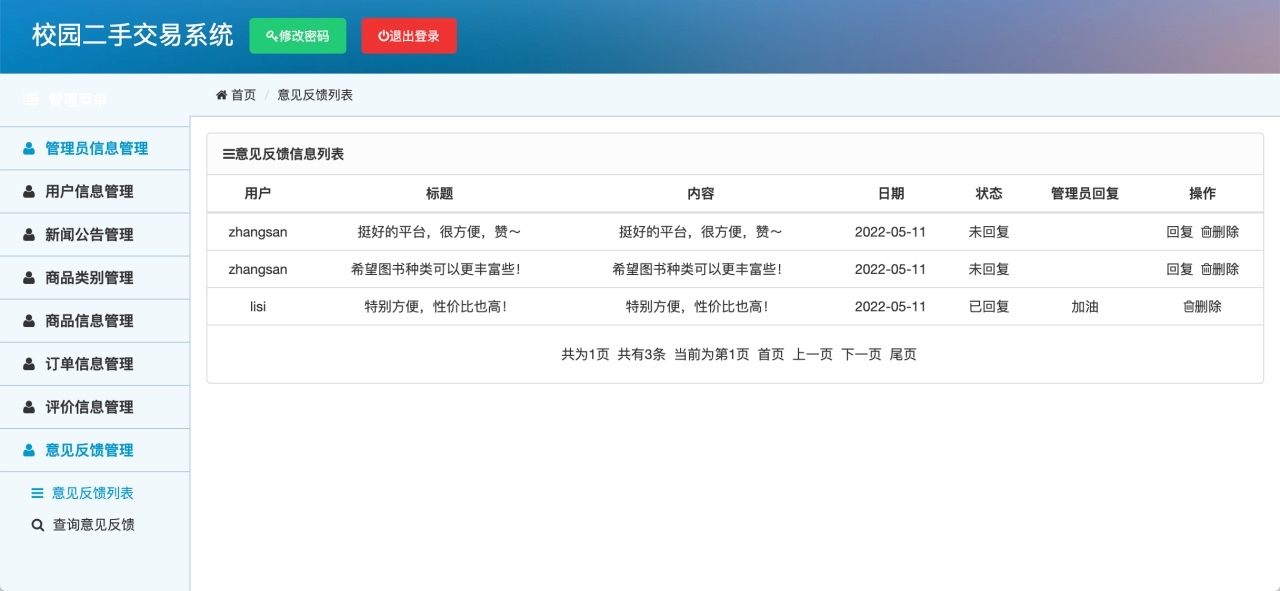 校园二手交易系统 修改密码 退出登录
管理菜单
首页 / 意见反馈列表
管理员信息管理
用户信息管理
新闻公告管理
商品类别管理
商品信息管理
订单信息管理
评价信息管理
意见反馈管理
意见反馈列表
查询意见反馈
意见反馈信息列表
用户 标题 内容 日期 状态 管理员回复 操作
zhangsan 挺好的平台，很方便，赞～ 挺好的平台，很方便，赞～ 2022-05-11 未回复 回复 删除
zhangsan 希望图书种类可以更丰富些！ 希望图书种类可以更丰富些！ 2022-05-11 未回复 回复 删除
lisi 特别方便，性价比也高！ 特别方便，性价比也高！ 2022-05-11 已回复 加油 删除
共为1页 共有3条 当前为第1页 首页 上一页 下一页 尾页